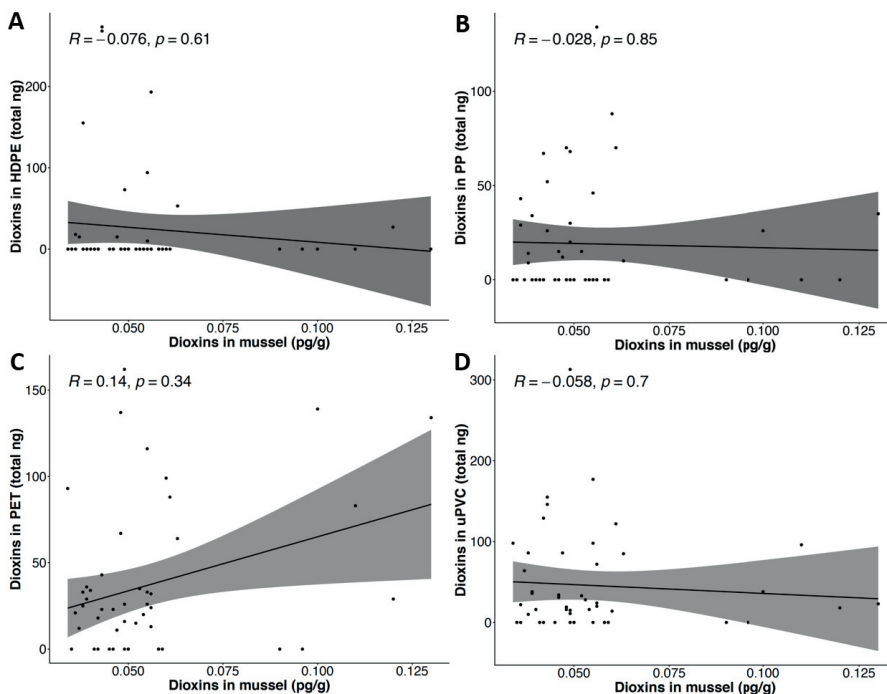 A
R = −0.076, p = 0.61
Dioxins in HDPE (total ng)
200
100
0
0.050 0.075 0.100 0.125
Dioxins in mussel (pg/g)
B
R = −0.028, p = 0.85
Dioxins in PP (total ng)
100
50
0
0.050 0.075 0.100 0.125
Dioxins in mussel (pg/g)
C
R = 0.14, p = 0.34
Dioxins in PET (total ng)
150
100
50
0
0.050 0.075 0.100 0.125
Dioxins in mussel (pg/g)
D
R = −0.058, p = 0.7
Dioxins in uPVC (total ng)
300
200
100
0
0.050 0.075 0.100 0.125
Dioxins in mussel (pg/g)